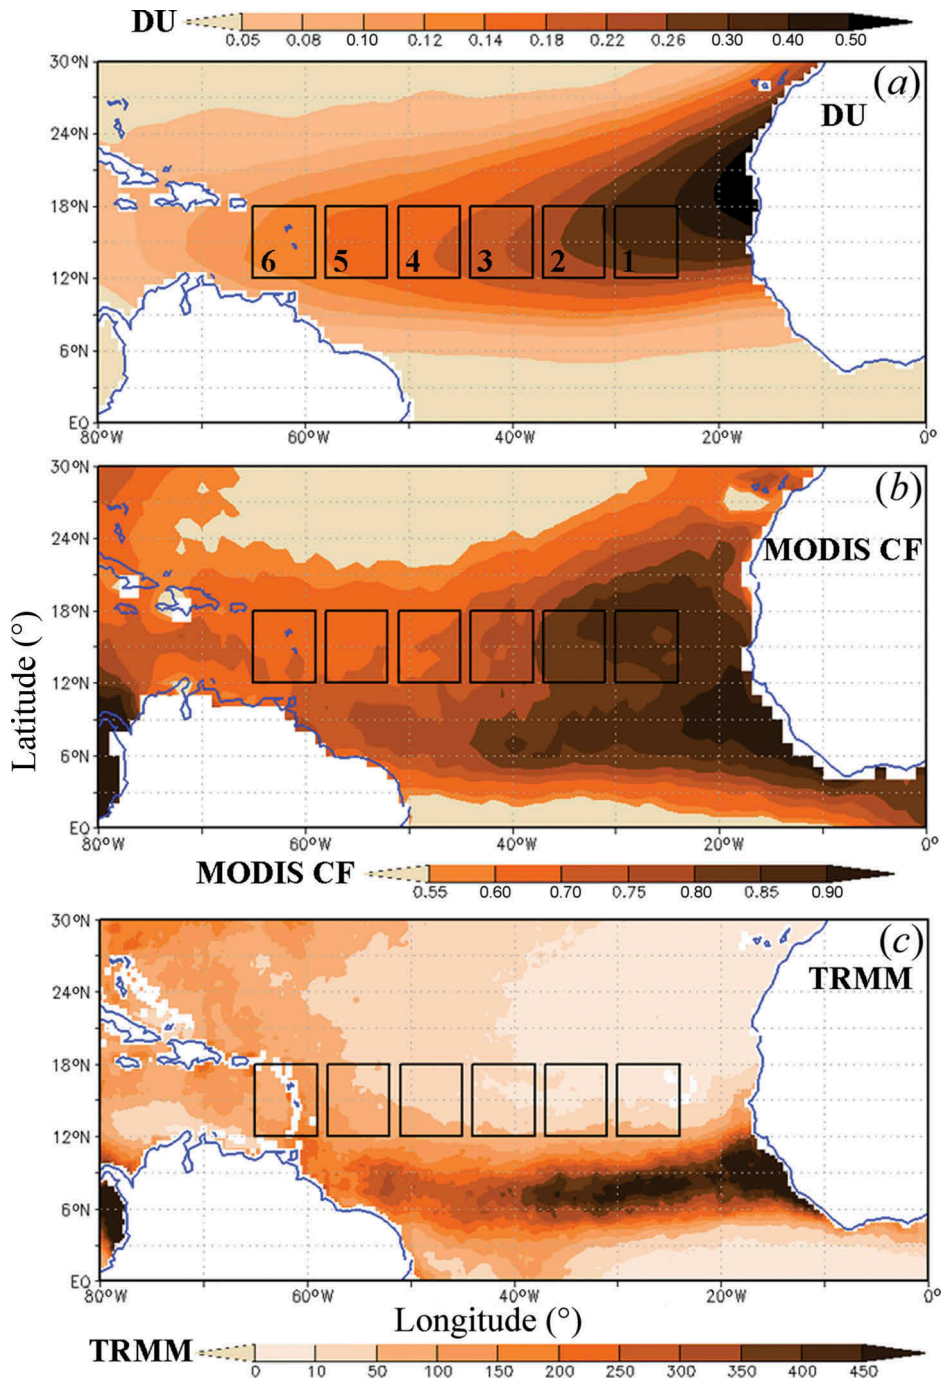 DU
0.05 0.08 0.10 0.12 0.14 0.18 0.22 0.26 0.30 0.40 0.50
30°N
(a)
DU
24°N
18°N
6 5 4 3 2 1
12°N
6°N
EQ
80°W 60°W 40°W 20°W 0°
30°N
(b)
24°N
MODIS CF
18°N
12°N
6°N
EQ
80°W 60°W 40°W 20°W 0°
Latitude (°)
MODIS CF
0.55 0.60 0.70 0.75 0.80 0.85 0.90
30°N
(c)
TRMM
24°N
18°N
12°N
6°N
EQ
80°W 60°W 40°W 20°W 0°
Longitude (°)
TRMM
0 10 50 100 150 200 250 300 350 400 450